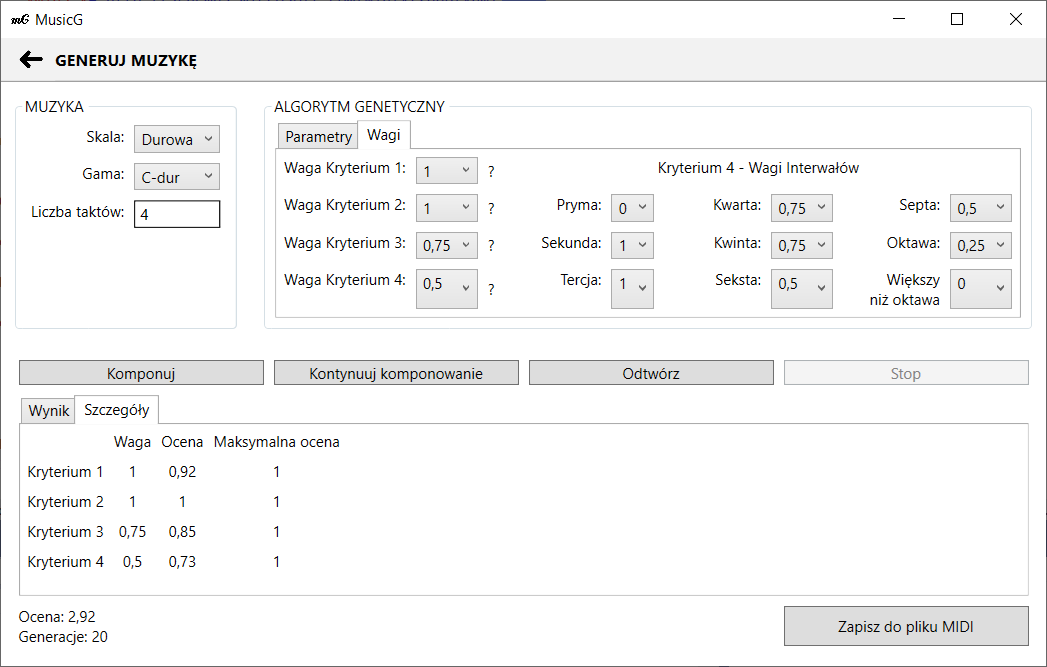 mG MusicG
GENERUJ MUZYKĘ
MUZYKA
Skala: Durowa
Gama: C-dur
Liczba taktów: 4
ALGORYTM GENETYCZNY
Parametry Wagi
Waga Kryterium 1: 1 ?
Waga Kryterium 2: 1 ?
Waga Kryterium 3: 0,75 ?
Waga Kryterium 4: 0,5 ?
Kryterium 4 - Wagi Interwałów
Pryma: 0 Kwarta: 0,75 Septa: 0,5
Sekunda: 1 Kwinta: 0,75 Oktawa: 0,25
Tercja: 1 Seksta: 0,5 Większy 0
niż oktawa
Komponuj Kontynuuj komponowanie Odtwórz Stop
Wynik Szczegóły
Waga Ocena Maksymalna ocena
Kryterium 1 1 0,92 1
Kryterium 2 1 1 1
Kryterium 3 0,75 0,85 1
Kryterium 4 0,5 0,73 1
Ocena: 2,92
Generacje: 20
Zapisz do pliku MIDI